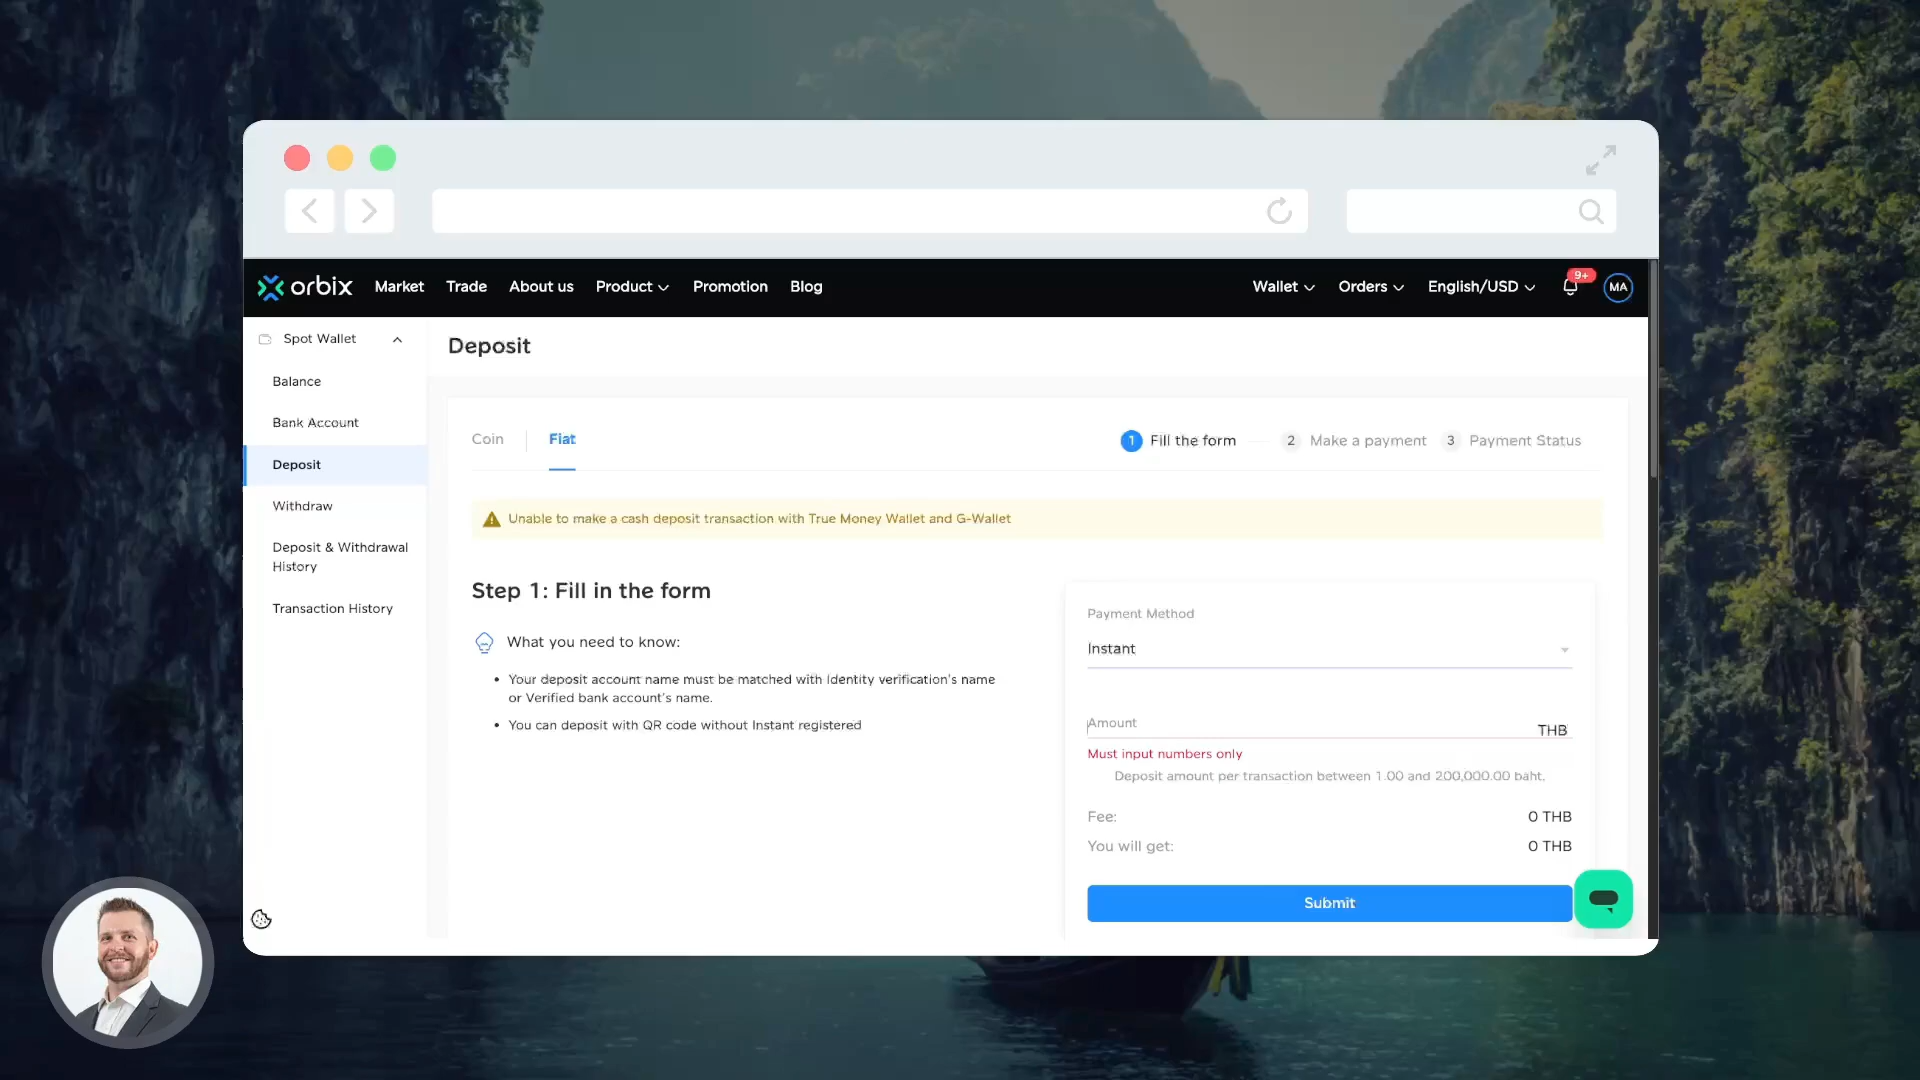 orbix Market Trade About us Product Promotion Blog Wallet Orders English/USD 9+ MA
Spot Wallet
Balance
Bank Account
Deposit
Withdraw
Deposit & Withdrawal
History
Transaction History
Deposit
Coin Fiat 1 Fill the form 2 Make a payment 3 Payment Status
Unable to make a cash deposit transaction with True Money Wallet and G-Wallet
Step 1: Fill in the form
What you need to know:
• Your deposit account name must be matched with Identity verification's name
or Verified bank account's name.
• You can deposit with QR code without Instant registered
Payment Method
Instant
Amount THB
Must input numbers only
Deposit amount per transaction between 1.00 and 200,000.00 baht.
Fee: 0 THB
You will get: 0 THB
Submit